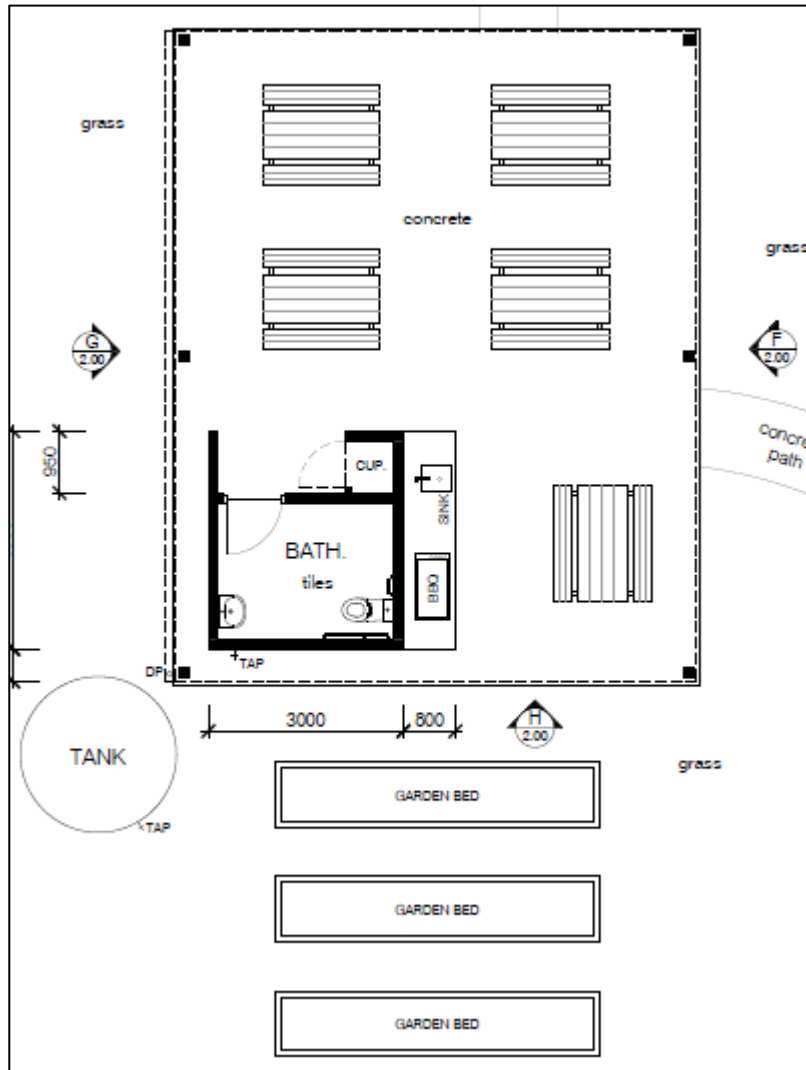 grass
concrete
grass
G
2.00
F
2.00
950
concre
path
CUP.
SINK
BATH.
tiles
BBQ
TAP
DP
3000
800
H
2.00
TANK
grass
TAP
GARDEN BED
GARDEN BED
GARDEN BED